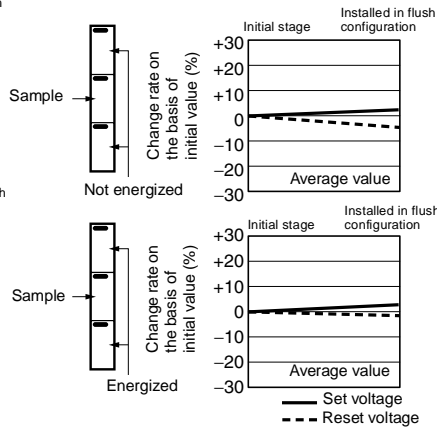 Initial stage
Installed in flush
configuration
Sample
Not energized
Change rate on
the basis of
initial value (%)
+30
+20
+10
0
−10
−20
−30
Average value
Initial stage
Installed in flush
configuration
Sample
Energized
Change rate on
the basis of
initial value (%)
+30
+20
+10
0
−10
−20
−30
Average value
Set voltage
Reset voltage